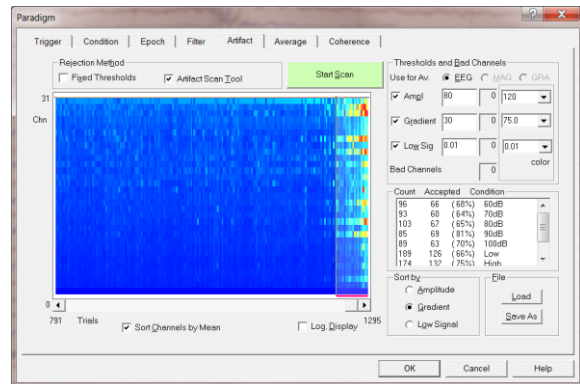 Paradigm
Trigger Condition Epoch Filter Artifact Average Coherence
Rejection Method
Fixed Thresholds Artifact Scan Tool
Start Scan
31
Chn
0
791 Trials 1295
Sort Channels by Mean Log. Display
Thresholds and Bad Channels
Use for Av. EEG MAG GRA
Ampl 80 0 120
Gradient 30 0 75.0
Low Sig 0.01 0 0.01
Bad Channels 0 color
Count Accepted Condition
96 66 (68%) 60dB
93 60 (64%) 70dB
103 67 (65%) 80dB
85 69 (81%) 90dB
89 63 (70%) 100dB
189 126 (66%) Low
174 132 (75%) High
Sort by
Amplitude
Gradient
Low Signal
File
Load
Save As
OK Cancel Help